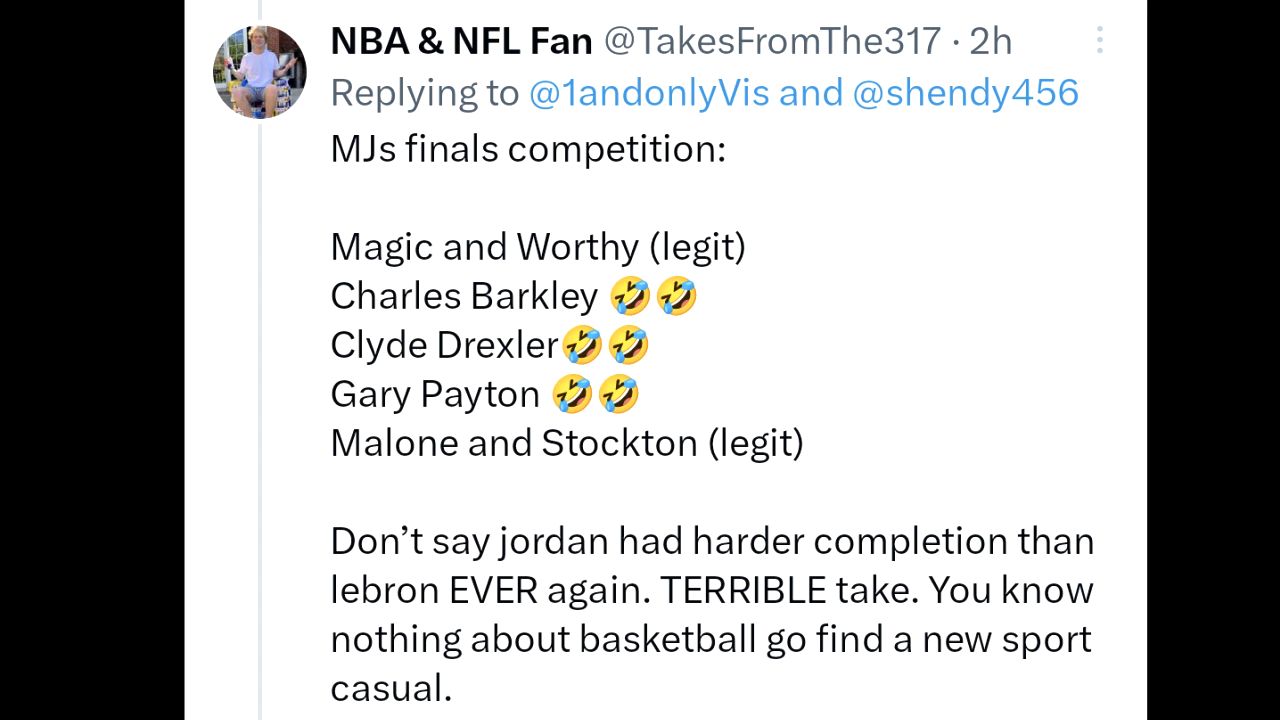 NBA & NFL Fan @TakesFromThe317 · 2h
Replying to @1andonlyVis and @shendy456
MJs finals competition:
Magic and Worthy (legit)
Charles Barkley 🤣🤣
Clyde Drexler🤣🤣
Gary Payton 🤣🤣
Malone and Stockton (legit)
Don’t say jordan had harder completion than
lebron EVER again. TERRIBLE take. You know
nothing about basketball go find a new sport
casual.